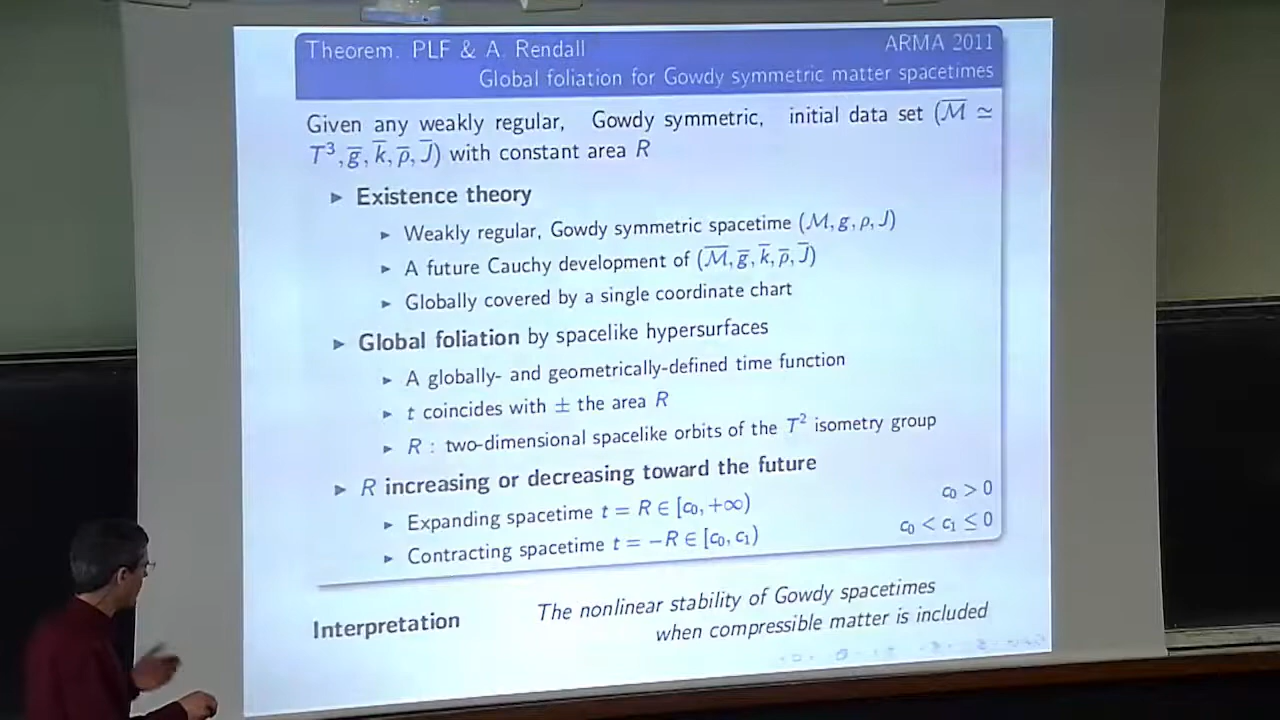 Theorem. PLF & A. Rendall ARMA 2011
Global foliation for Gowdy symmetric matter spacetimes
Given any weakly regular, Gowdy symmetric, initial data set (M̅ ≃
T³, g̅, k̅, ρ̅, J̅) with constant area R
▶ Existence theory
▶ Weakly regular, Gowdy symmetric spacetime (M, g, ρ, J)
▶ A future Cauchy development of (M̅, g̅, k̅, ρ̅, J̅)
▶ Globally covered by a single coordinate chart
▶ Global foliation by spacelike hypersurfaces
▶ A globally- and geometrically-defined time function
▶ t coincides with ± the area R
▶ R : two-dimensional spacelike orbits of the T² isometry group
▶ R increasing or decreasing toward the future
▶ Expanding spacetime t = R ∈ [c₀, +∞) c₀ > 0
▶ Contracting spacetime t = −R ∈ [c₀, c₁) c₀ < c₁ ≤ 0
Interpretation The nonlinear stability of Gowdy spacetimes
when compressible matter is included